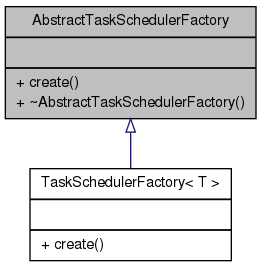 AbstractTaskSchedulerFactory
+ create()
+ ~AbstractTaskSchedulerFactory()
TaskSchedulerFactory< T >
+ create()